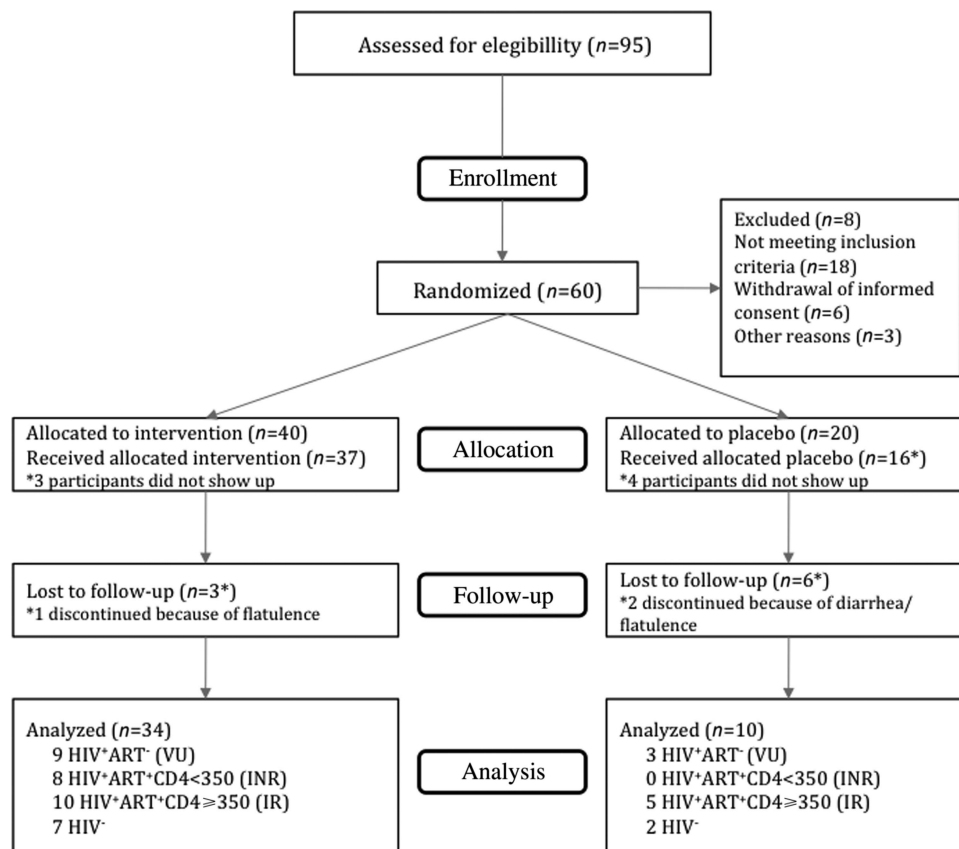 Assessed for elegibillity (n=95)
Enrollment
Excluded (n=8)
Not meeting inclusion
criteria (n=18)
Withdrawal of informed
consent (n=6)
Other reasons (n=3)
Randomized (n=60)
Allocated to intervention (n=40)
Received allocated intervention (n=37)
*3 participants did not show up
Allocation
Allocated to placebo (n=20)
Received allocated placebo (n=16*)
*4 participants did not show up
Lost to follow-up (n=3*)
*1 discontinued because of flatulence
Follow-up
Lost to follow-up (n=6*)
*2 discontinued because of diarrhea/
flatulence
Analyzed (n=34)
9 HIV⁺ART⁻ (VU)
8 HIV⁺ART⁺CD4<350 (INR)
10 HIV⁺ART⁺CD4≥350 (IR)
7 HIV⁻
Analysis
Analyzed (n=10)
3 HIV⁺ART⁻ (VU)
0 HIV⁺ART⁺CD4<350 (INR)
5 HIV⁺ART⁺CD4≥350 (IR)
2 HIV⁻